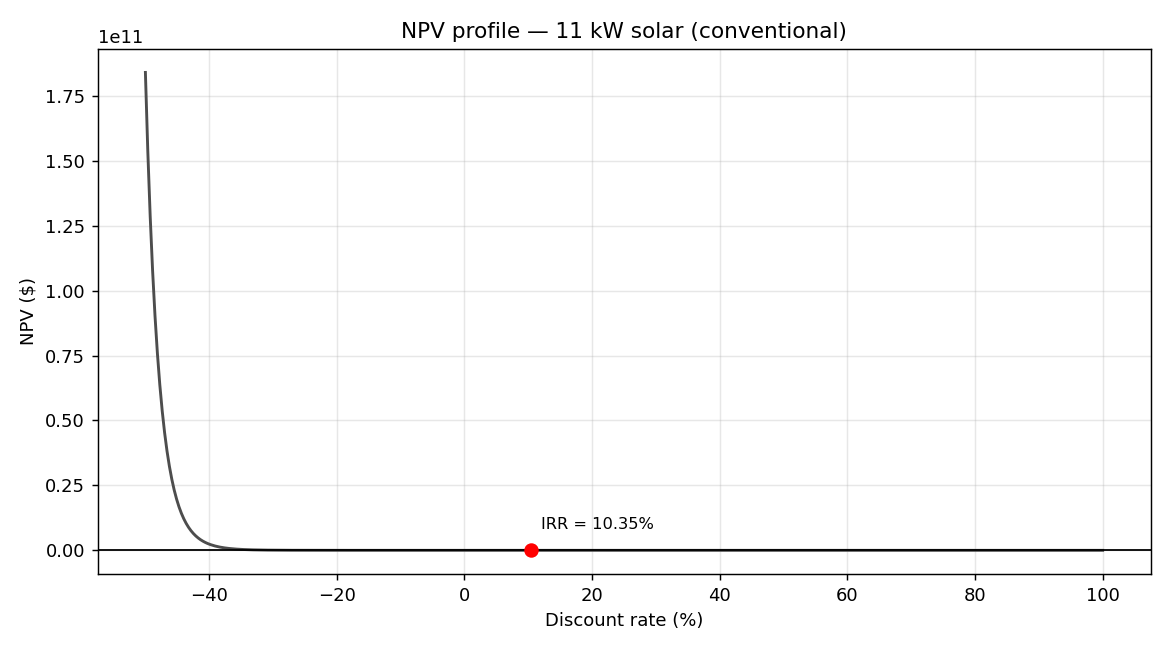 NPV profile — 11 kW solar (conventional)
1e11
1.75
1.50
1.25
1.00
0.75
0.50
0.25
0.00
NPV ($)
IRR = 10.35%
−40 −20 0 20 40 60 80 100
Discount rate (%)